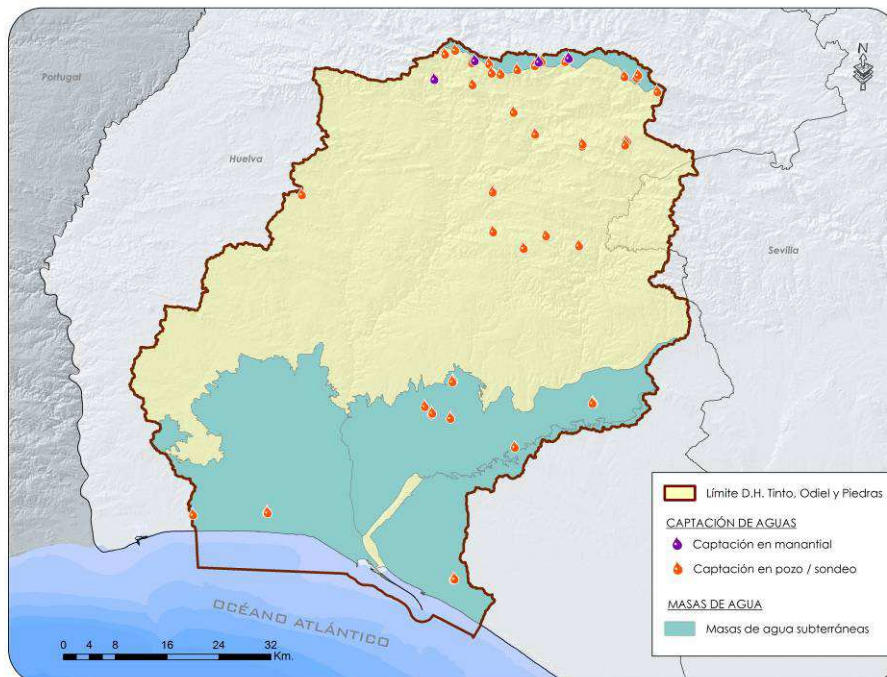 Portugal
N
Huelva
Sevilla
Límite D.H. Tinto, Odiel y Piedras
CAPTACIÓN DE AGUAS
Captación en manantial
Captación en pozo / sondeo
MASAS DE AGUA
Masas de agua subterráneas
OCÉANO ATLÁNTICO
0 4 8 16 24 32
Km.